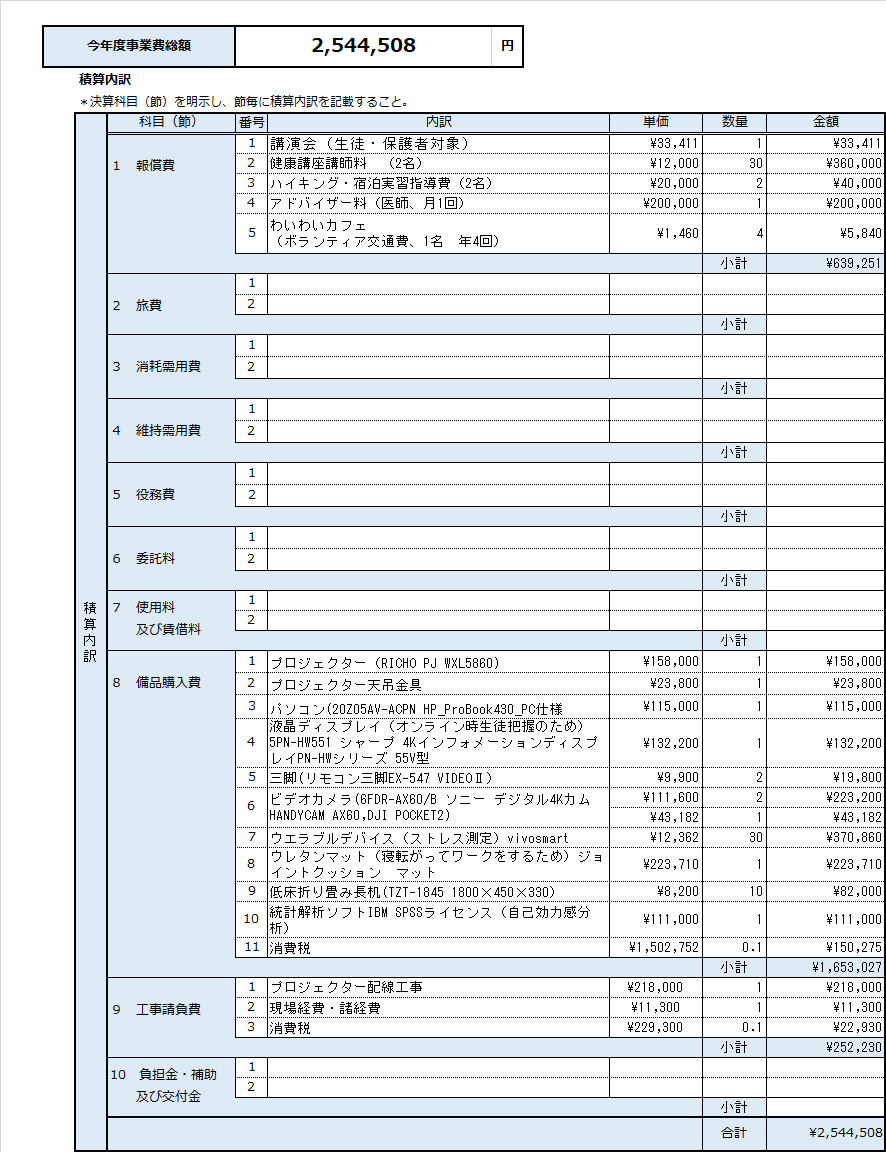 今年度事業費総額 2,544,508 円
積算内訳
＊決算科目（節）を明示し、節毎に積算内訳を記載すること。
科目（節） 番号 内訳 単価 数量 金額
積算内訳
1 報償費
1 講演会（生徒・保護者対象） ¥33,411 1 ¥33,411
2 健康講座講師料　（2名） ¥12,000 30 ¥360,000
3 ハイキング・宿泊実習指導費（2名） ¥20,000 2 ¥40,000
4 アドバイザー料（医師、月1回） ¥200,000 1 ¥200,000
5 わいわいカフェ
（ボランティア交通費、1名　年4回） ¥1,460 4 ¥5,840
小計 ¥639,251
2 旅費
1
2
小計
3 消耗需用費
1
2
小計
4 維持需用費
1
2
小計
5 役務費
1
2
小計
6 委託料
1
2
小計
7 使用料
及び賃借料
1
2
小計
8 備品購入費
1 プロジェクター（RICHO PJ WXL5860） ¥158,000 1 ¥158,000
2 プロジェクター天吊金具 ¥23,800 1 ¥23,800
3 パソコン(20Z05AV-ACPN HP_ProBook430_PC仕様 ¥115,000 1 ¥115,000
4 液晶ディスプレイ（オンライン時生徒把握のため）
5PN-HW551 シャープ 4Kインフォメーションディスプ
レイPN-HWシリーズ 55V型 ¥132,200 1 ¥132,200
5 三脚(リモコン三脚EX-547 VIDEOⅡ) ¥9,900 2 ¥19,800
6 ビデオカメラ(6FDR-AX60/B ソニー デジタル4Kカム ¥111,600 2 ¥223,200
HANDYCAM AX60,DJI POCKET2) ¥43,182 1 ¥43,182
7 ウエラブルデバイス（ストレス測定）vivosmart ¥12,362 30 ¥370,860
8 ウレタンマット（寝転がってワークをするため）ジョ
イントクッション　マット ¥223,710 1 ¥223,710
9 低床折り畳み長机(TZT-1845 1800×450×330) ¥8,200 10 ¥82,000
10 統計解析ソフトIBM SPSSライセンス（自己効力感分
析） ¥111,000 1 ¥111,000
11 消費税 ¥1,502,752 0.1 ¥150,275
小計 ¥1,653,027
9 工事請負費
1 プロジェクター配線工事 ¥218,000 1 ¥218,000
2 現場経費・諸経費 ¥11,300 1 ¥11,300
3 消費税 ¥229,300 0.1 ¥22,930
小計 ¥252,230
10 負担金・補助
及び交付金
1
2
小計
合計 ¥2,544,508